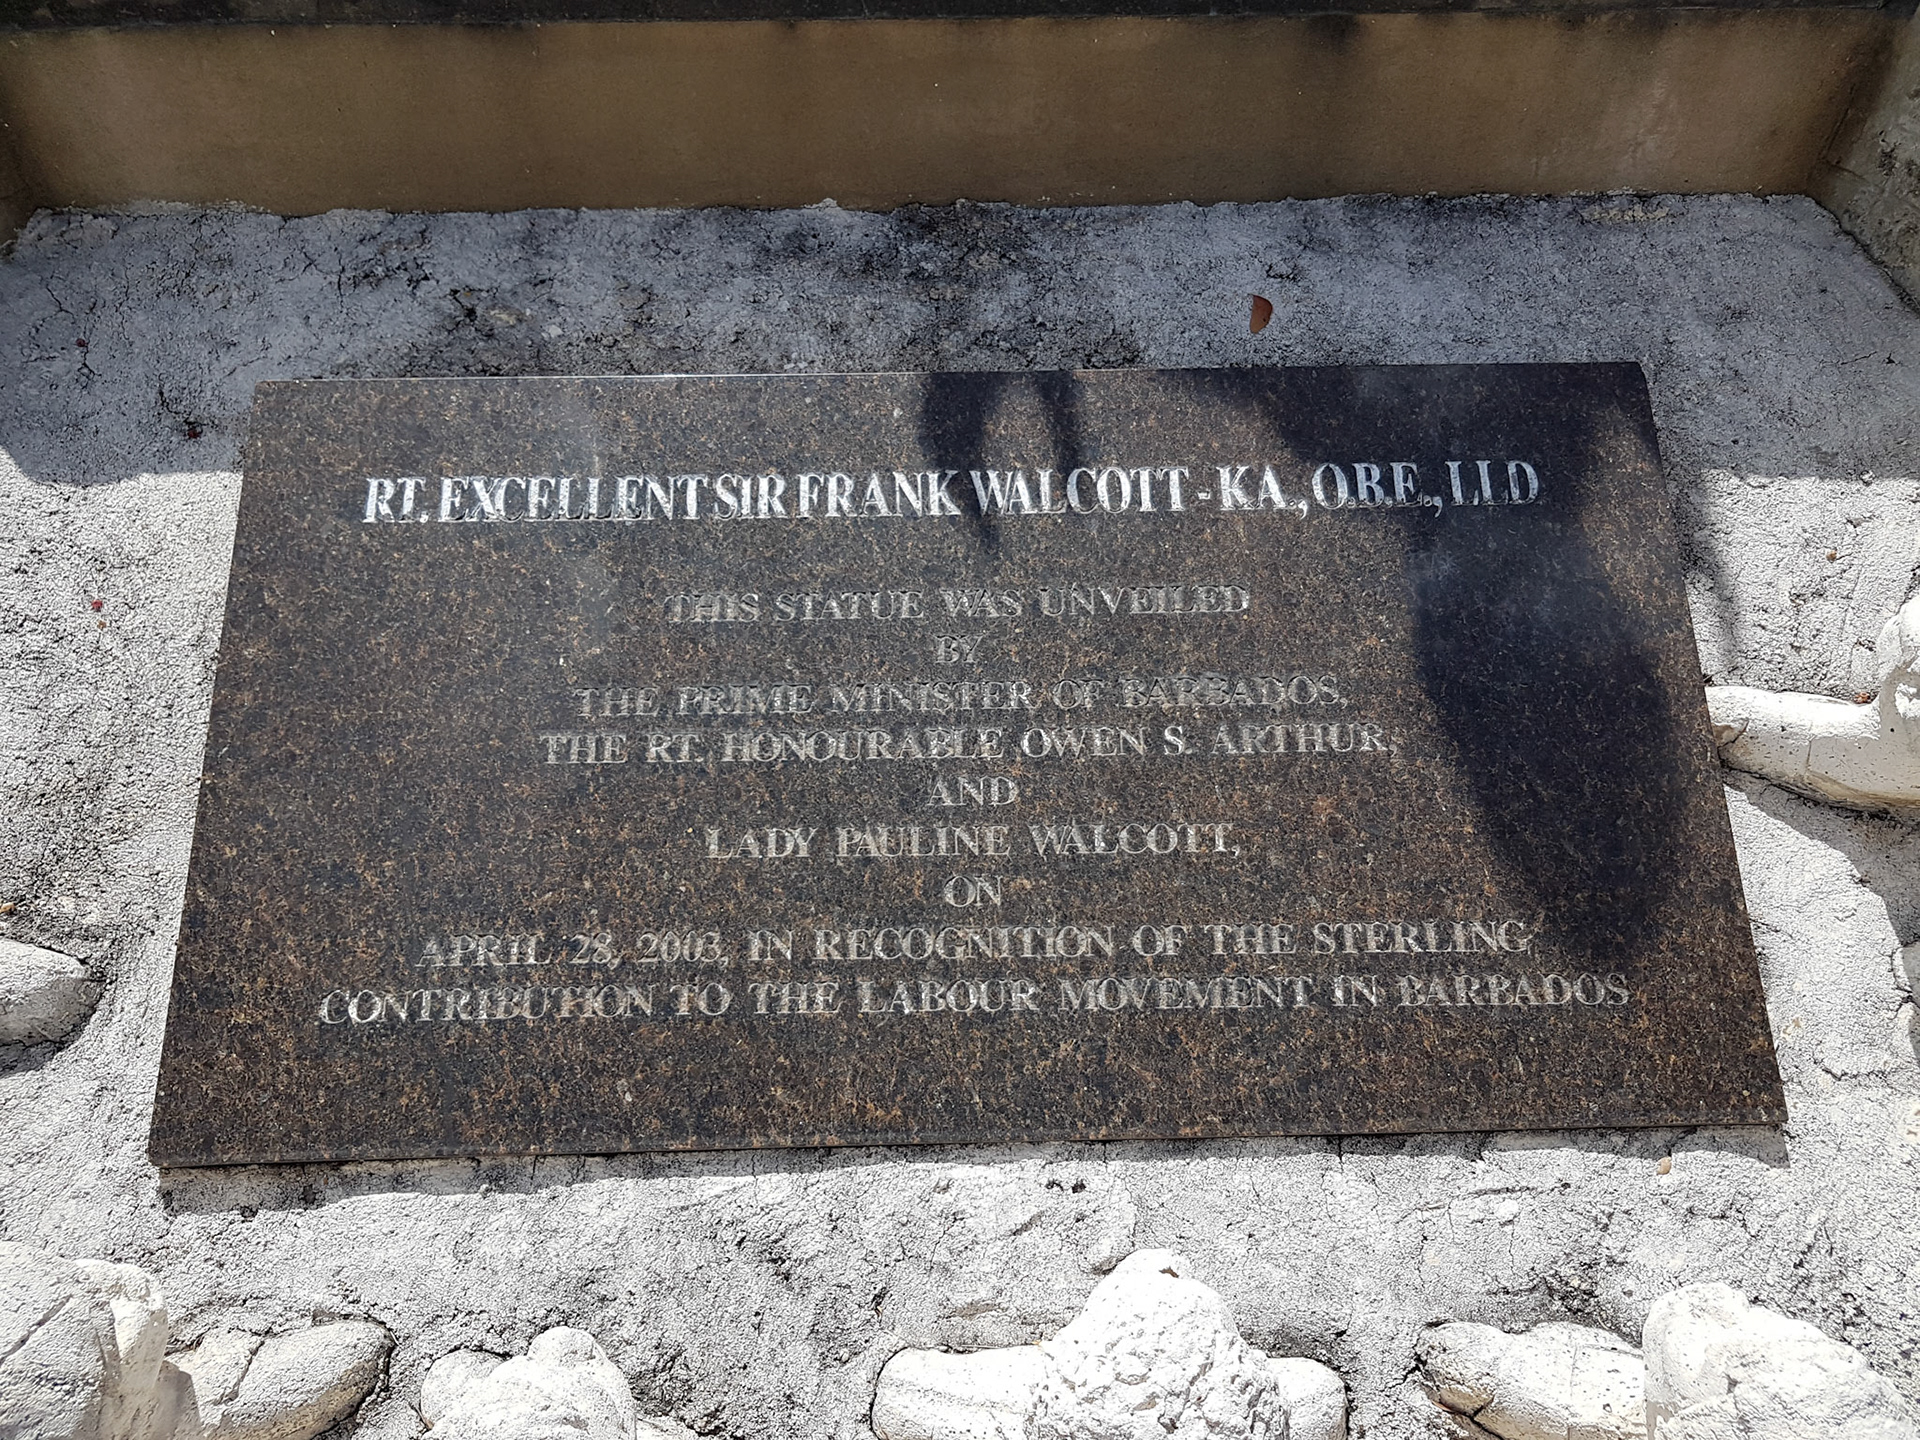 RT. EXCELLENT SIR FRANK WALCOTT - K.A., O.B.E., LLD
THIS STATUE WAS UNVEILED
BY
THE PRIME MINISTER OF BARBADOS,
THE RT. HONOURABLE OWEN S. ARTHUR,
AND
LADY PAULINE WALCOTT,
ON
APRIL 28, 2003, IN RECOGNITION OF THE STERLING
CONTRIBUTION TO THE LABOUR MOVEMENT IN BARBADOS